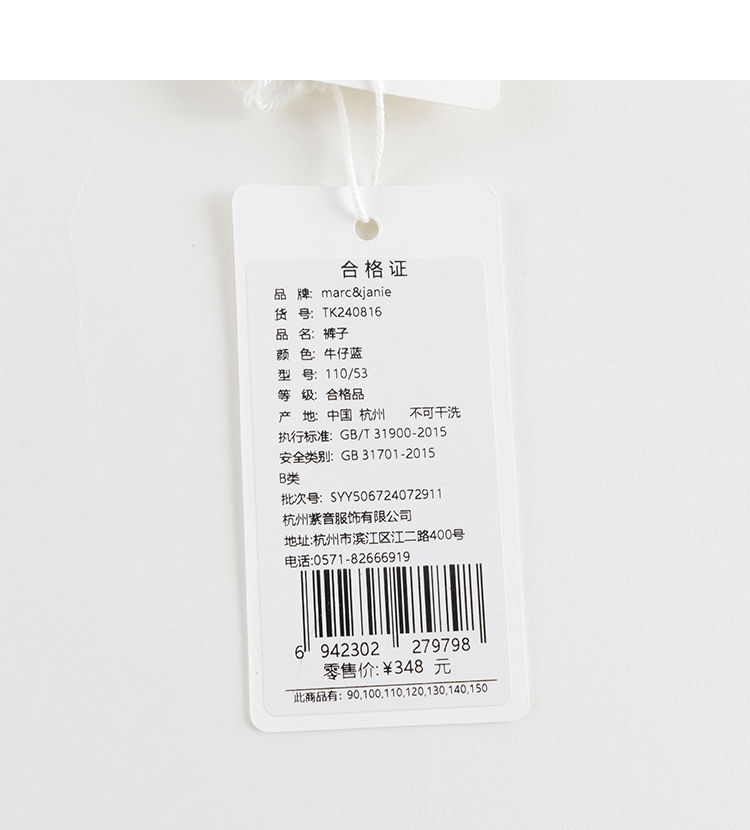 合格证
品 牌: marc&janie
货 号: TK240816
品 名: 裤子
颜 色: 牛仔蓝
型 号: 110/53
等 级: 合格品
产 地: 中国 杭州 不可干洗
执行标准: GB/T 31900-2015
安全类别: GB 31701-2015
B类
批次号: SYY506724072911
杭州紫音服饰有限公司
地址:杭州市滨江区江二路400号
电话:0571-82666919
6 942302 279798
零售价:¥348 元
此商品有: 90,100,110,120,130,140,150